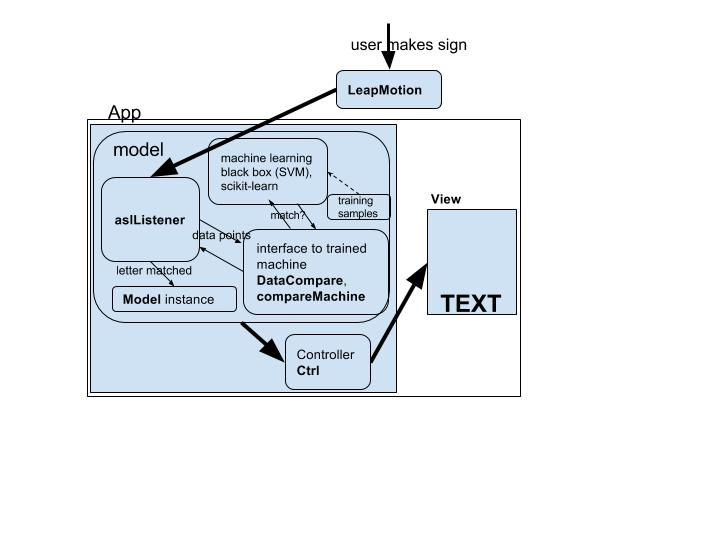 user makes sign
LeapMotion
App
model
machine learning
black box (SVM),
scikit-learn
training
samples
View
aslListener
match?
data points
interface to trained
machine
DataCompare,
compareMachine
letter matched
Model instance
TEXT
Controller
Ctrl